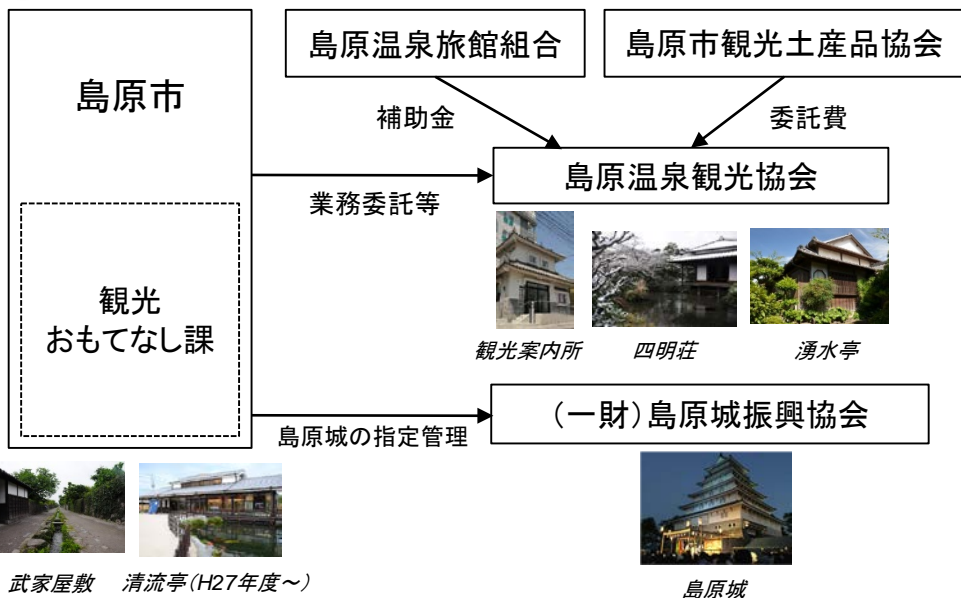 島原市
観光
おもてなし課
島原温泉旅館組合
島原市観光土産品協会
補助金
委託費
島原温泉観光協会
業務委託等
観光案内所
四明荘
湧水亭
(一財)島原城振興協会
島原城の指定管理
武家屋敷
清流亭(H27年度～)
島原城